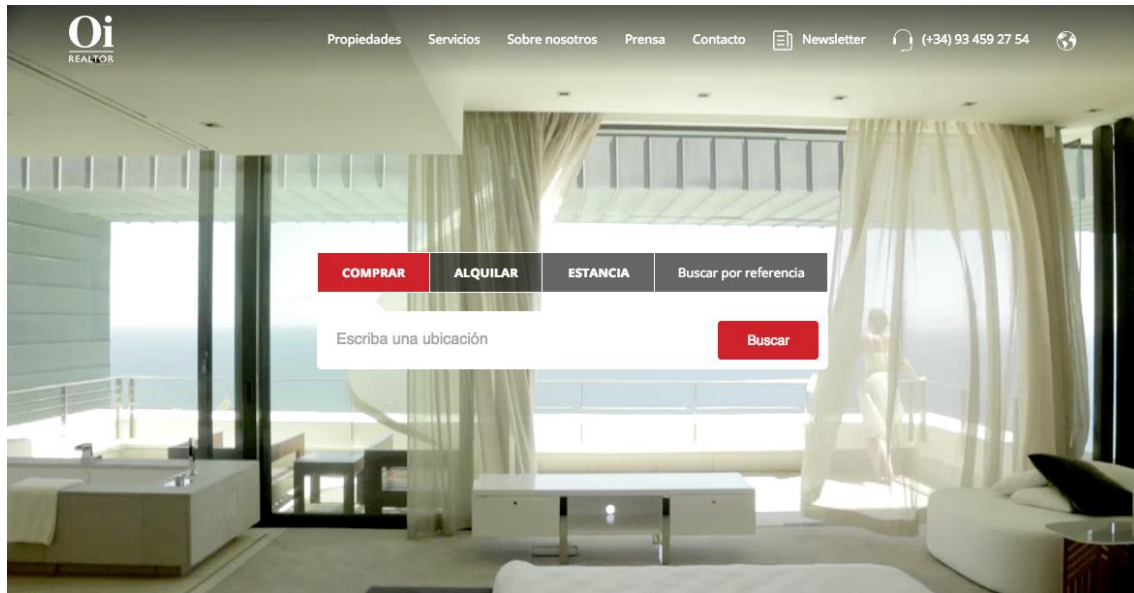 Oi
REALTOR
Propiedades Servicios Sobre nosotros Prensa Contacto Newsletter (+34) 93 459 27 54
COMPRAR ALQUILAR ESTANCIA Buscar por referencia
Escriba una ubicación Buscar